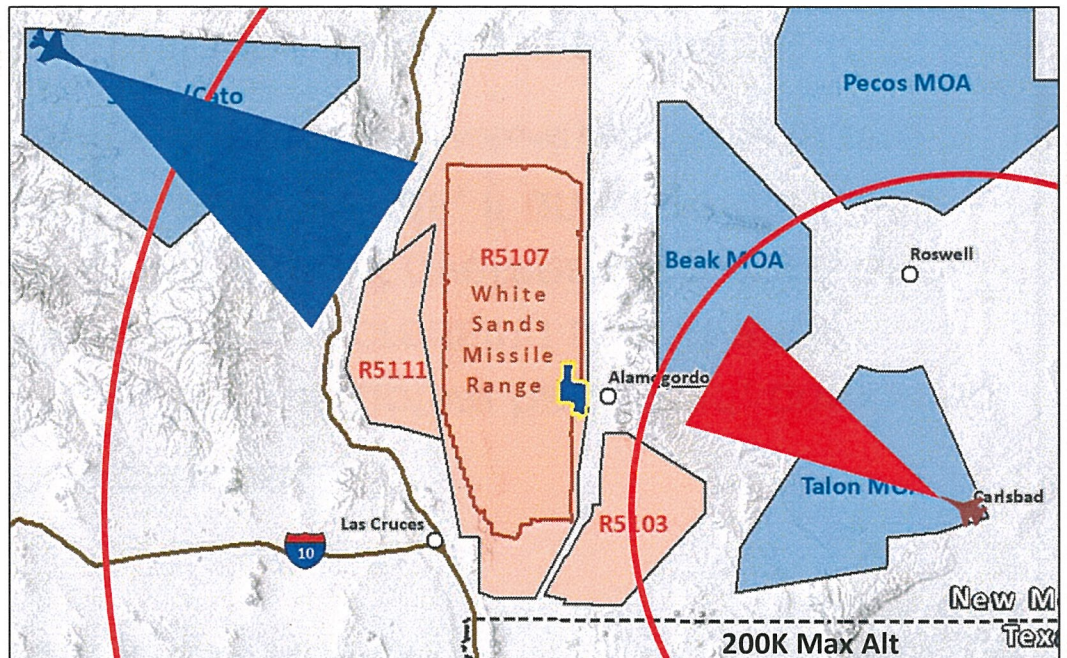 /Cato
Pecos MOA
R5107
White
Sands
Missile
Range
Beak MOA
Roswell
R5111
Alamogordo
Talon
Carlsbad
Las Cruces
R5103
10
New
200K Max Alt